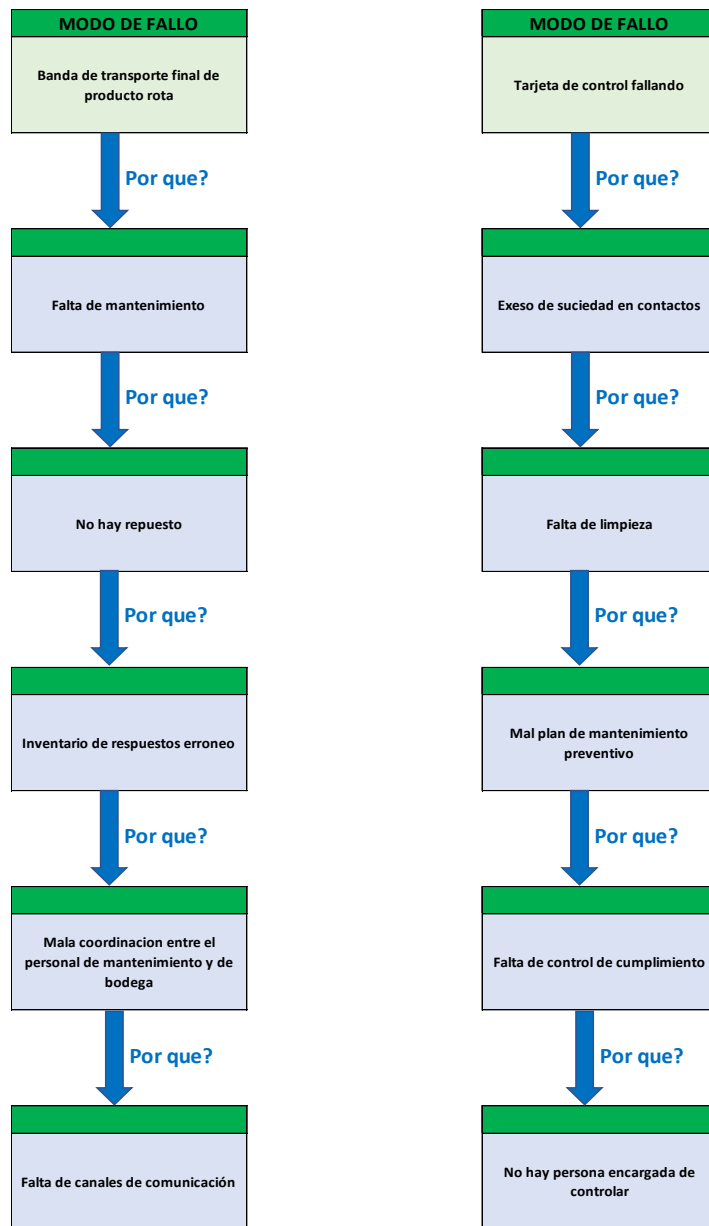 MODO DE FALLO
Banda de transporte final de
producto rota
Por que?
Falta de mantenimiento
Por que?
No hay repuesto
Por que?
Inventario de respuestos erroneo
Por que?
Mala coordinacion entre el
personal de mantenimiento y de
bodega
Por que?
Falta de canales de comunicación
MODO DE FALLO
Tarjeta de control fallando
Por que?
Exeso de suciedad en contactos
Por que?
Falta de limpieza
Por que?
Mal plan de mantenimiento
preventivo
Por que?
Falta de control de cumplimiento
Por que?
No hay persona encargada de
controlar